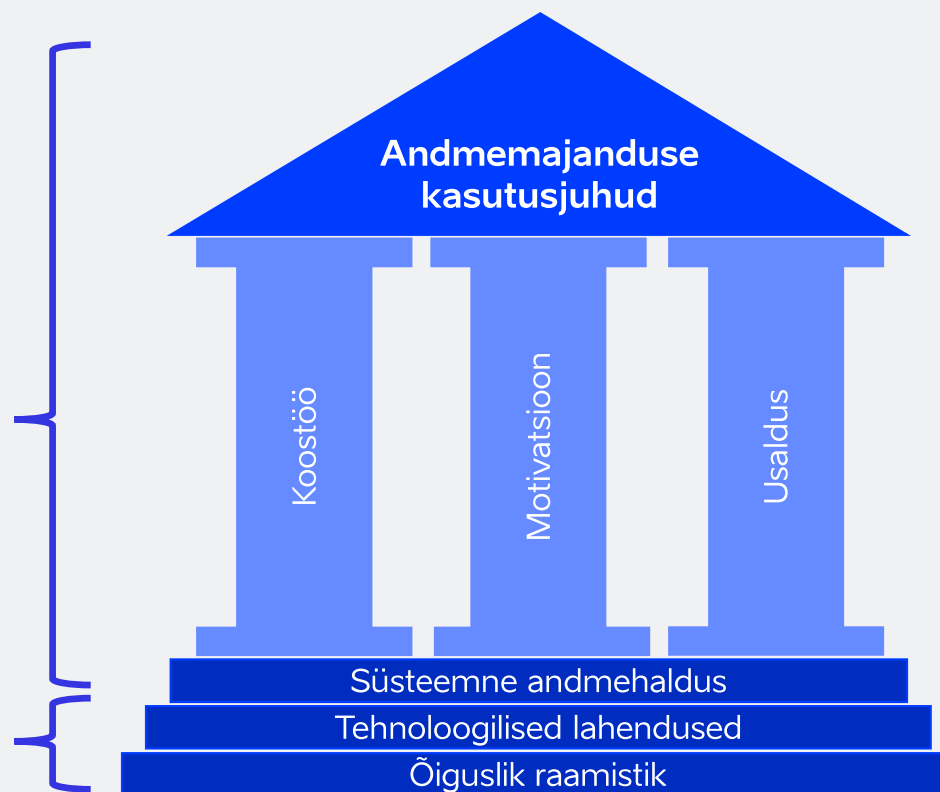 Andmemajanduse
kasutusjuhud
Koostöö
Motivatsioon
Usaldus
Süsteemne andmehaldus
Tehnoloogilised lahendused
Õiguslik raamistik